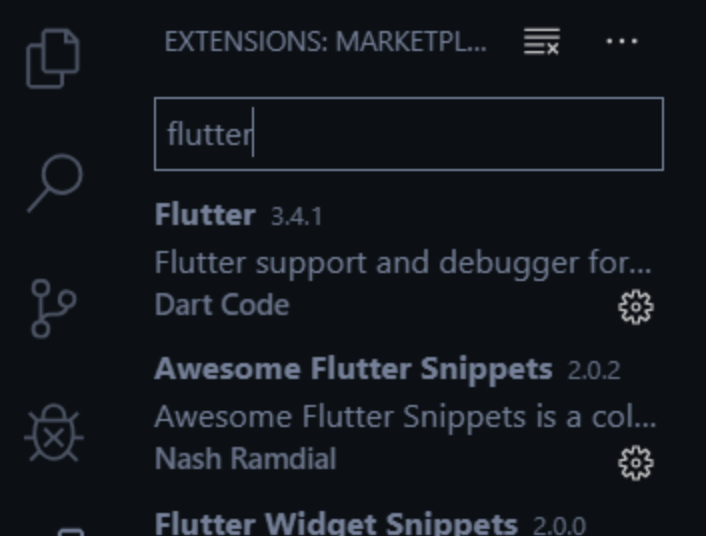 EXTENSIONS: MARKETPL...
flutter
Flutter 3.4.1
Flutter support and debugger for...
Dart Code
Awesome Flutter Snippets 2.0.2
Awesome Flutter Snippets is a col...
Nash Ramdial
Flutter Widget Snippets 2.0.0